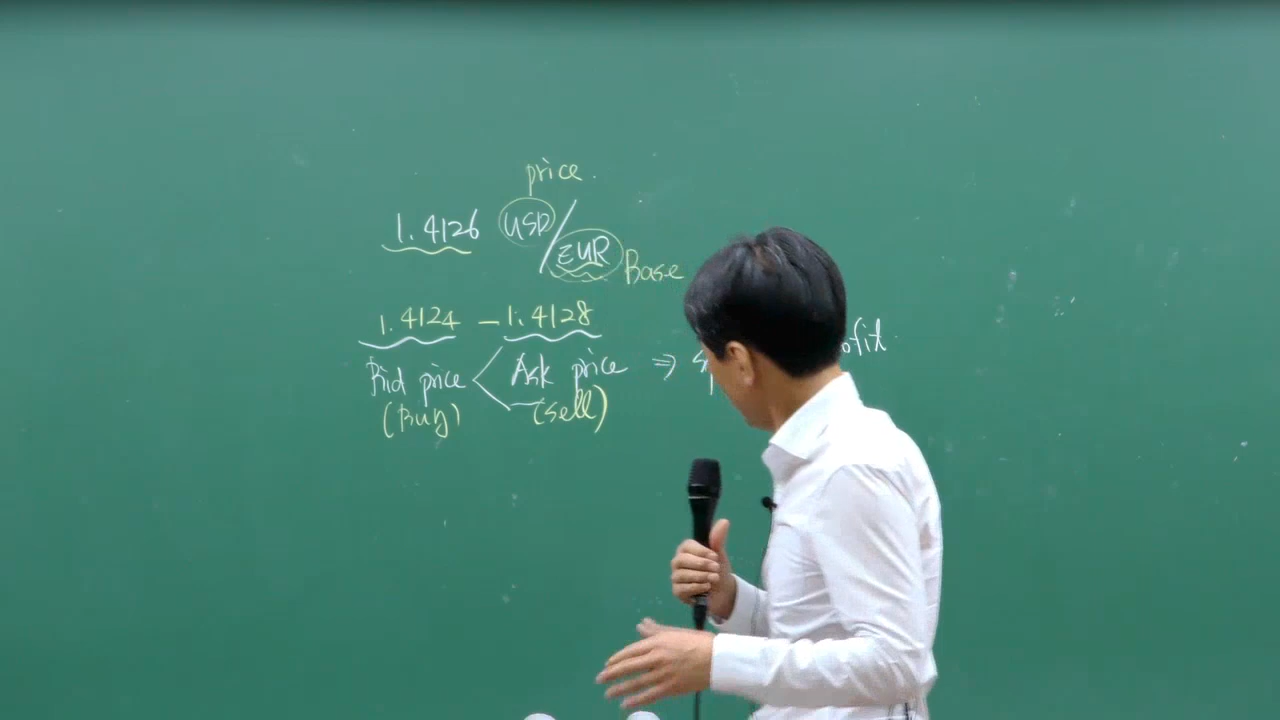 price.
1.4126 USD/EUR Base
1.4124 - 1.4128
Bid price < Ask price ⇒
(Buy) (sell)